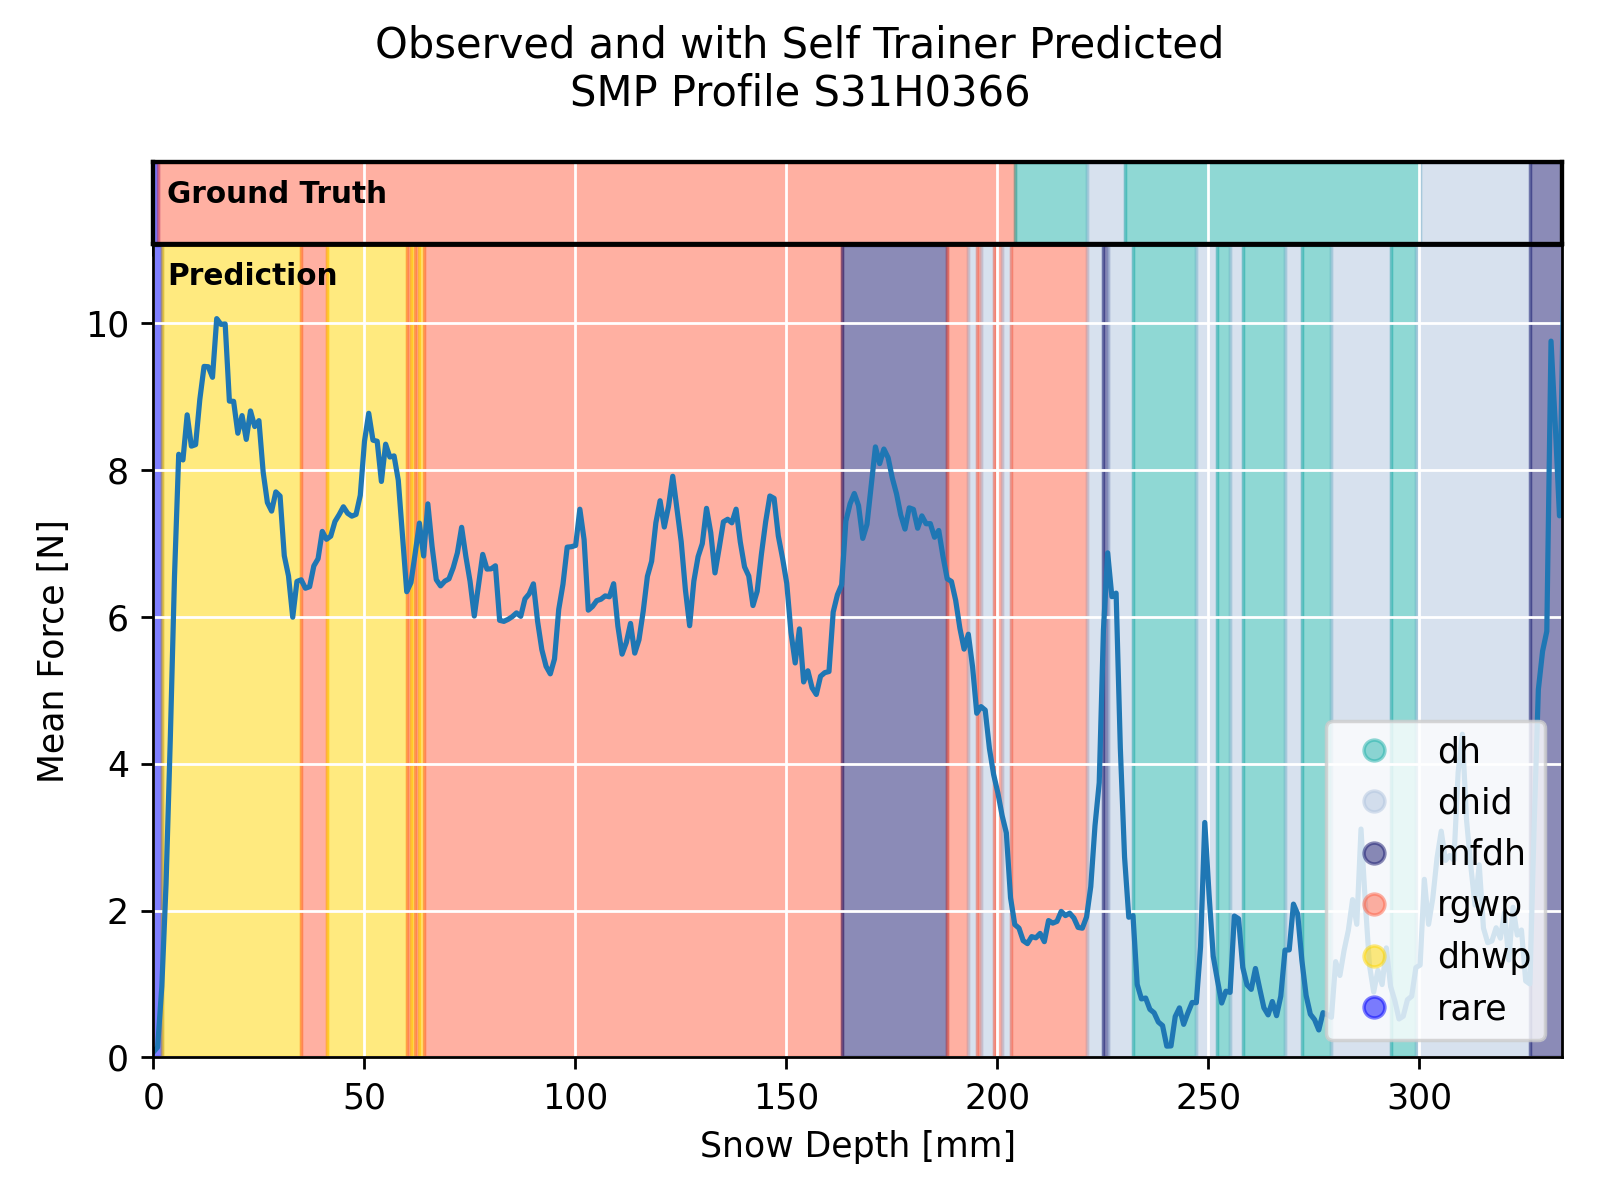 Observed and with Self Trainer Predicted
SMP Profile S31H0366
Ground Truth
Prediction
10
8
6
4
2
0
Mean Force [N]
dh
dhid
mfdh
rgwp
dhwp
rare
0 50 100 150 200 250 300
Snow Depth [mm]